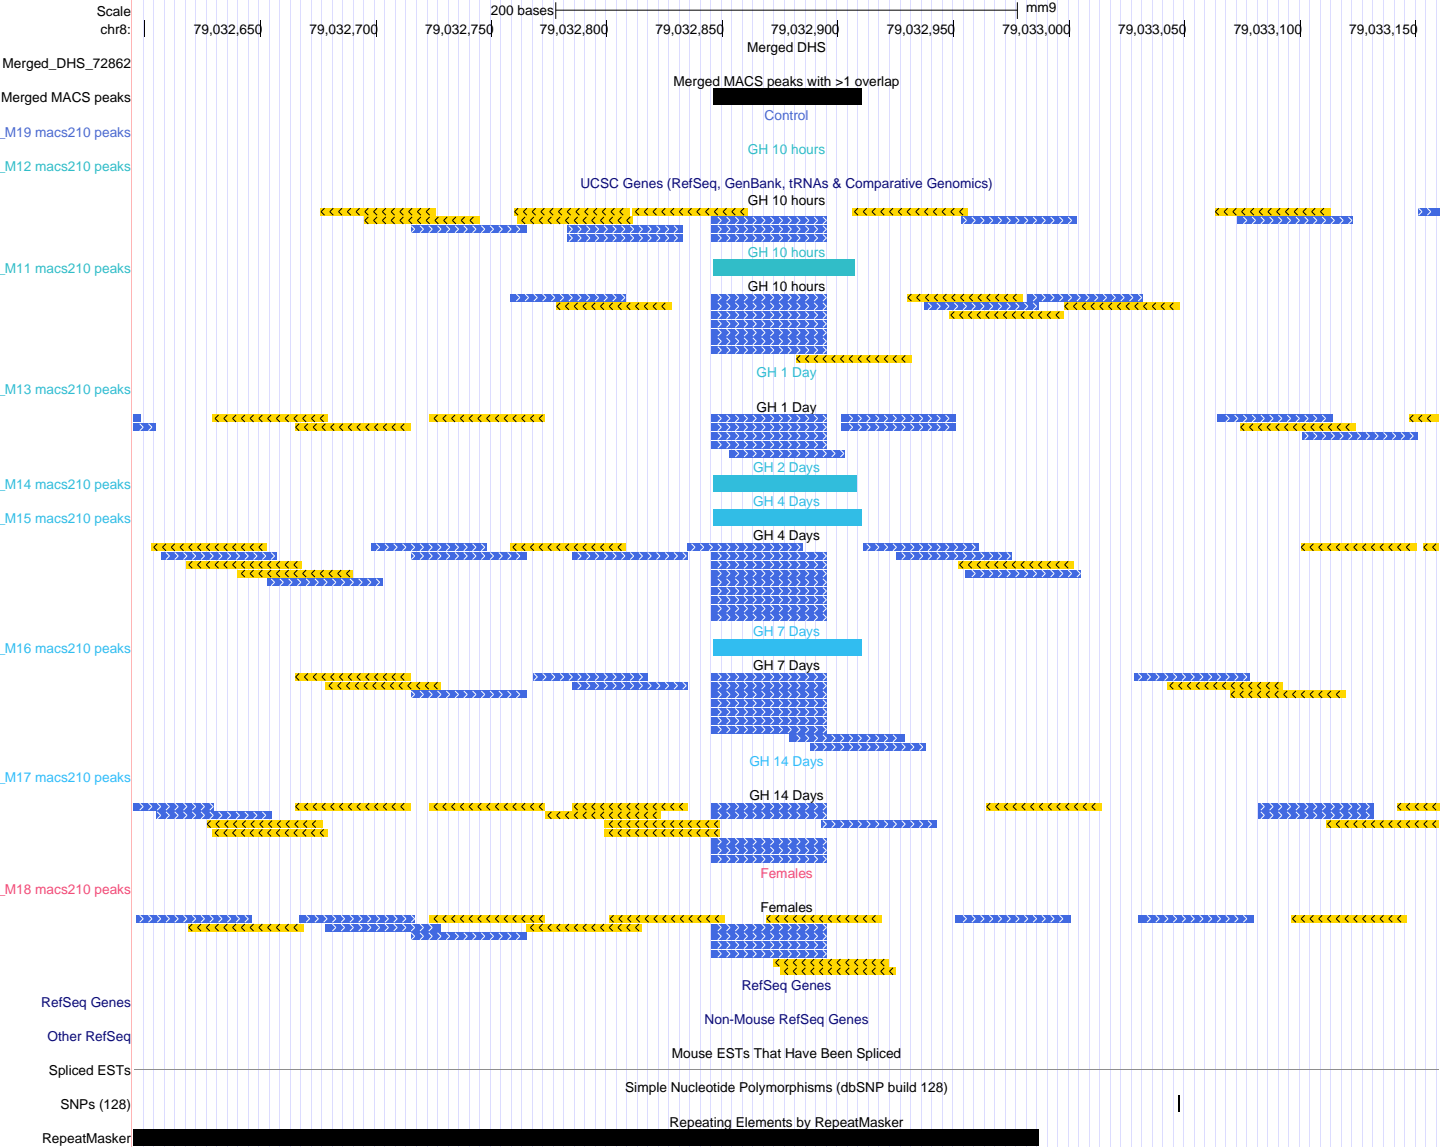 Scale 200 bases mm9
chr8: 79,032,650 79,032,700 79,032,750 79,032,800 79,032,850 79,032,900 79,032,950 79,033,000 79,033,050 79,033,100 79,033,150
Merged DHS
Merged_DHS_72862
Merged MACS peaks with >1 overlap
Merged MACS peaks
Control
_M19 macs210 peaks
GH 10 hours
_M12 macs210 peaks
UCSC Genes (RefSeq, GenBank, tRNAs & Comparative Genomics)
GH 10 hours
GH 10 hours
_M11 macs210 peaks
GH 10 hours
GH 1 Day
_M13 macs210 peaks
GH 1 Day
GH 2 Days
_M14 macs210 peaks
GH 4 Days
_M15 macs210 peaks
GH 4 Days
GH 7 Days
_M16 macs210 peaks
GH 7 Days
GH 14 Days
_M17 macs210 peaks
GH 14 Days
Females
_M18 macs210 peaks
Females
RefSeq Genes
RefSeq Genes
Non-Mouse RefSeq Genes
Other RefSeq
Mouse ESTs That Have Been Spliced
Spliced ESTs
Simple Nucleotide Polymorphisms (dbSNP build 128)
SNPs (128)
Repeating Elements by RepeatMasker
RepeatMasker